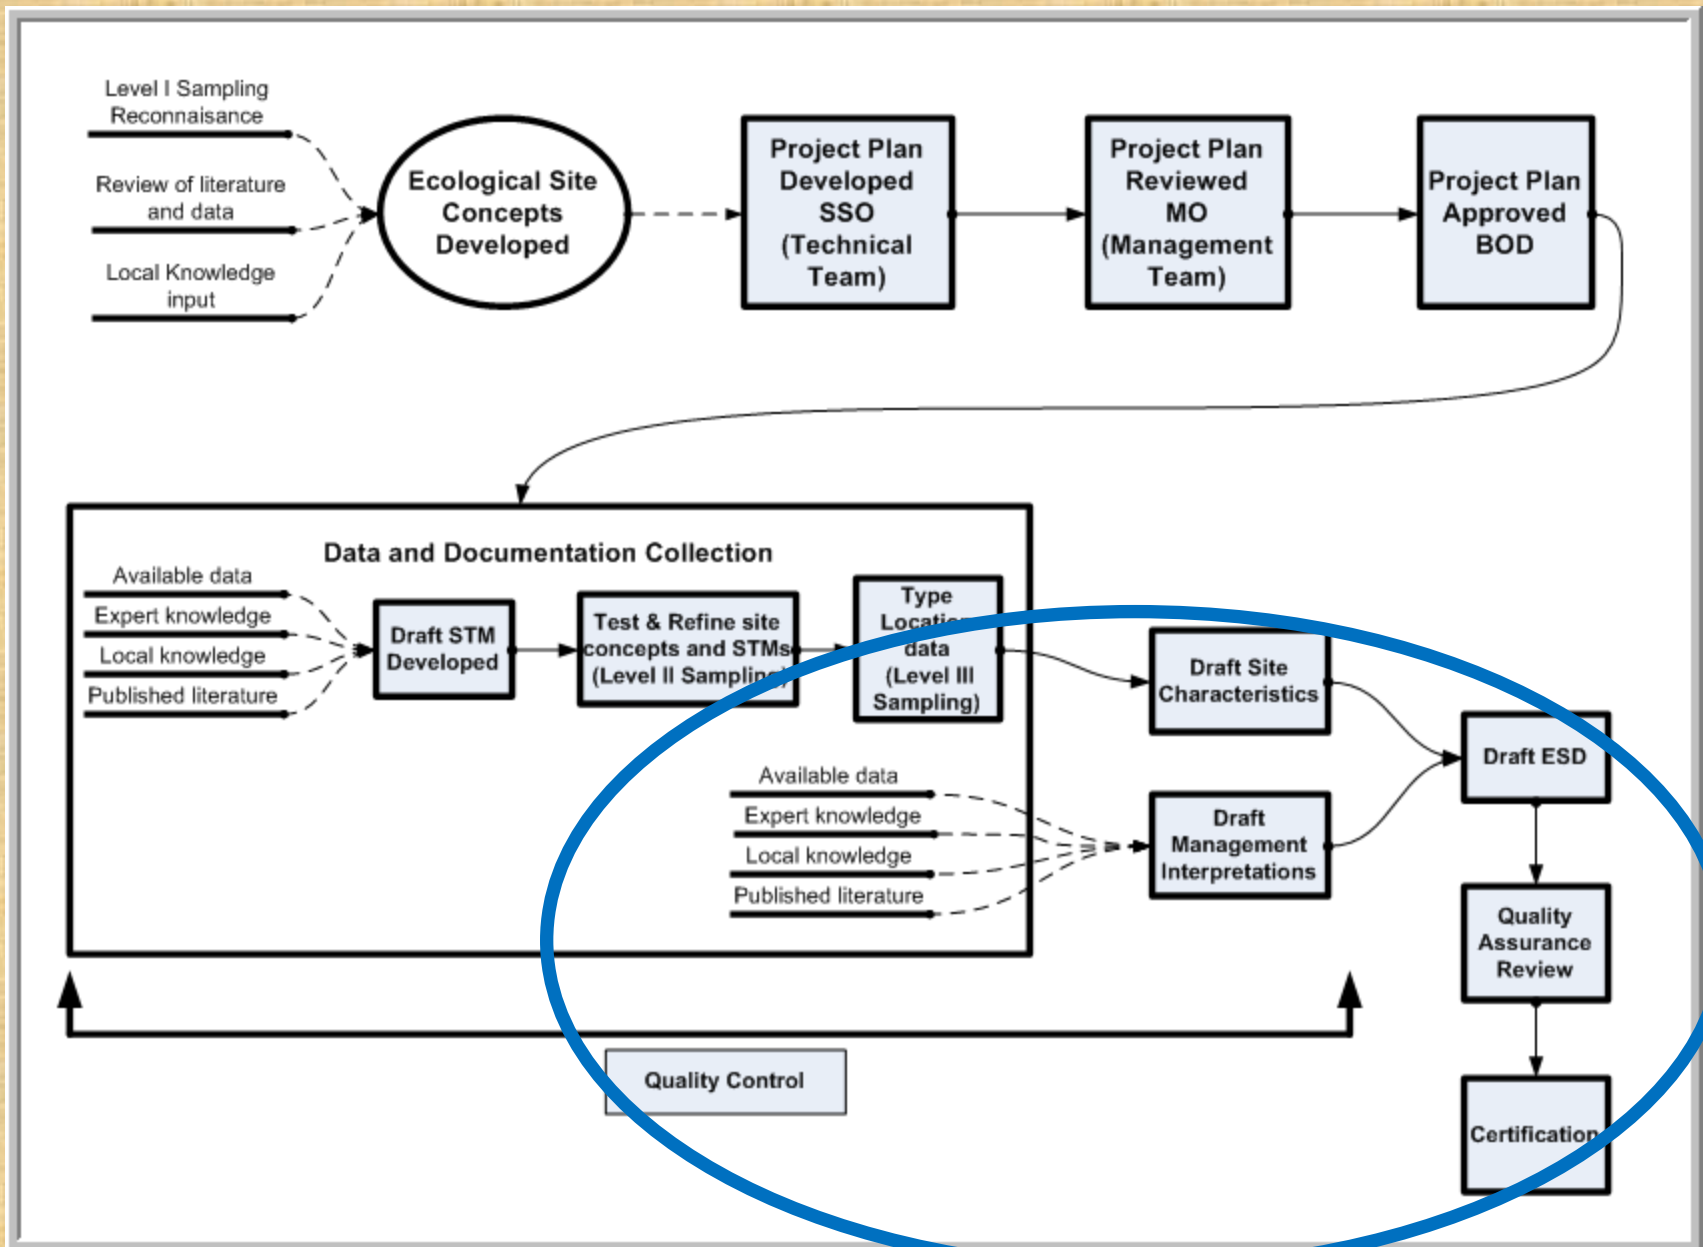 Level I Sampling
Reconnaisance
Review of literature
and data
Local Knowledge
input
Ecological Site
Concepts
Developed
Project Plan
Developed
SSO
(Technical
Team)
Project Plan
Reviewed
MO
(Management
Team)
Project Plan
Approved
BOD
Data and Documentation Collection
Available data
Expert knowledge
Local knowledge
Published literature
Draft STM
Developed
Test & Refine site
concepts and STMs
(Level II Sampling)
Type
Location
data
(Level III
Sampling)
Draft Site
Characteristics
Available data
Expert knowledge
Local knowledge
Published literature
Draft
Management
Interpretations
Draft ESD
Quality
Assurance
Review
Certification
Quality Control